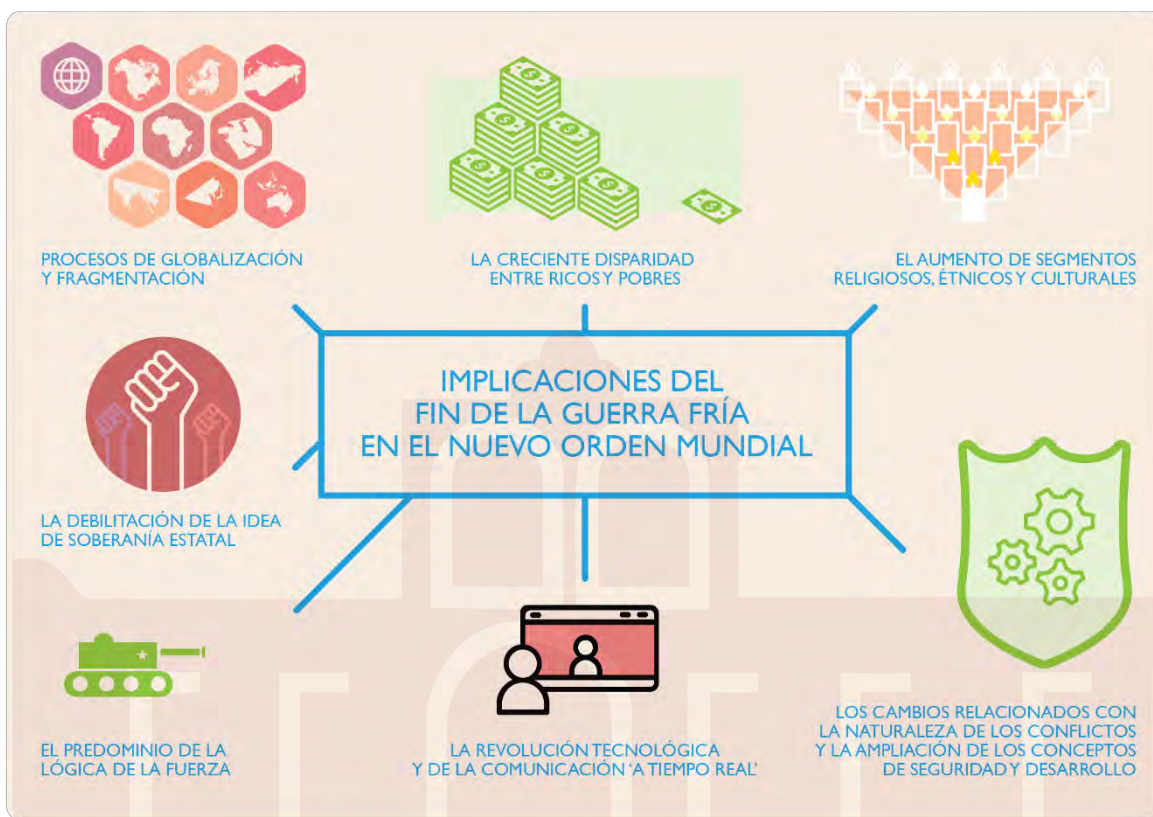 PROCESOS DE GLOBALIZACIÓN
Y FRAGMENTACIÓN
LA CRECIENTE DISPARIDAD
ENTRE RICOS Y POBRES
EL AUMENTO DE SEGMENTOS
RELIGIOSOS, ÉTNICOS Y CULTURALES
IMPLICACIONES DEL
FIN DE LA GUERRA FRÍA
EN EL NUEVO ORDEN MUNDIAL
LA DEBILITACIÓN DE LA IDEA
DE SOBERANÍA ESTATAL
EL PREDOMINIO DE LA
LÓGICA DE LA FUERZA
LA REVOLUCIÓN TECNOLÓGICA
Y DE LA COMUNICACIÓN ‘A TIEMPO REAL’
LOS CAMBIOS RELACIONADOS CON
LA NATURALEZA DE LOS CONFLICTOS
Y LA AMPLIACIÓN DE LOS CONCEPTOS
DE SEGURIDAD Y DESARROLLO